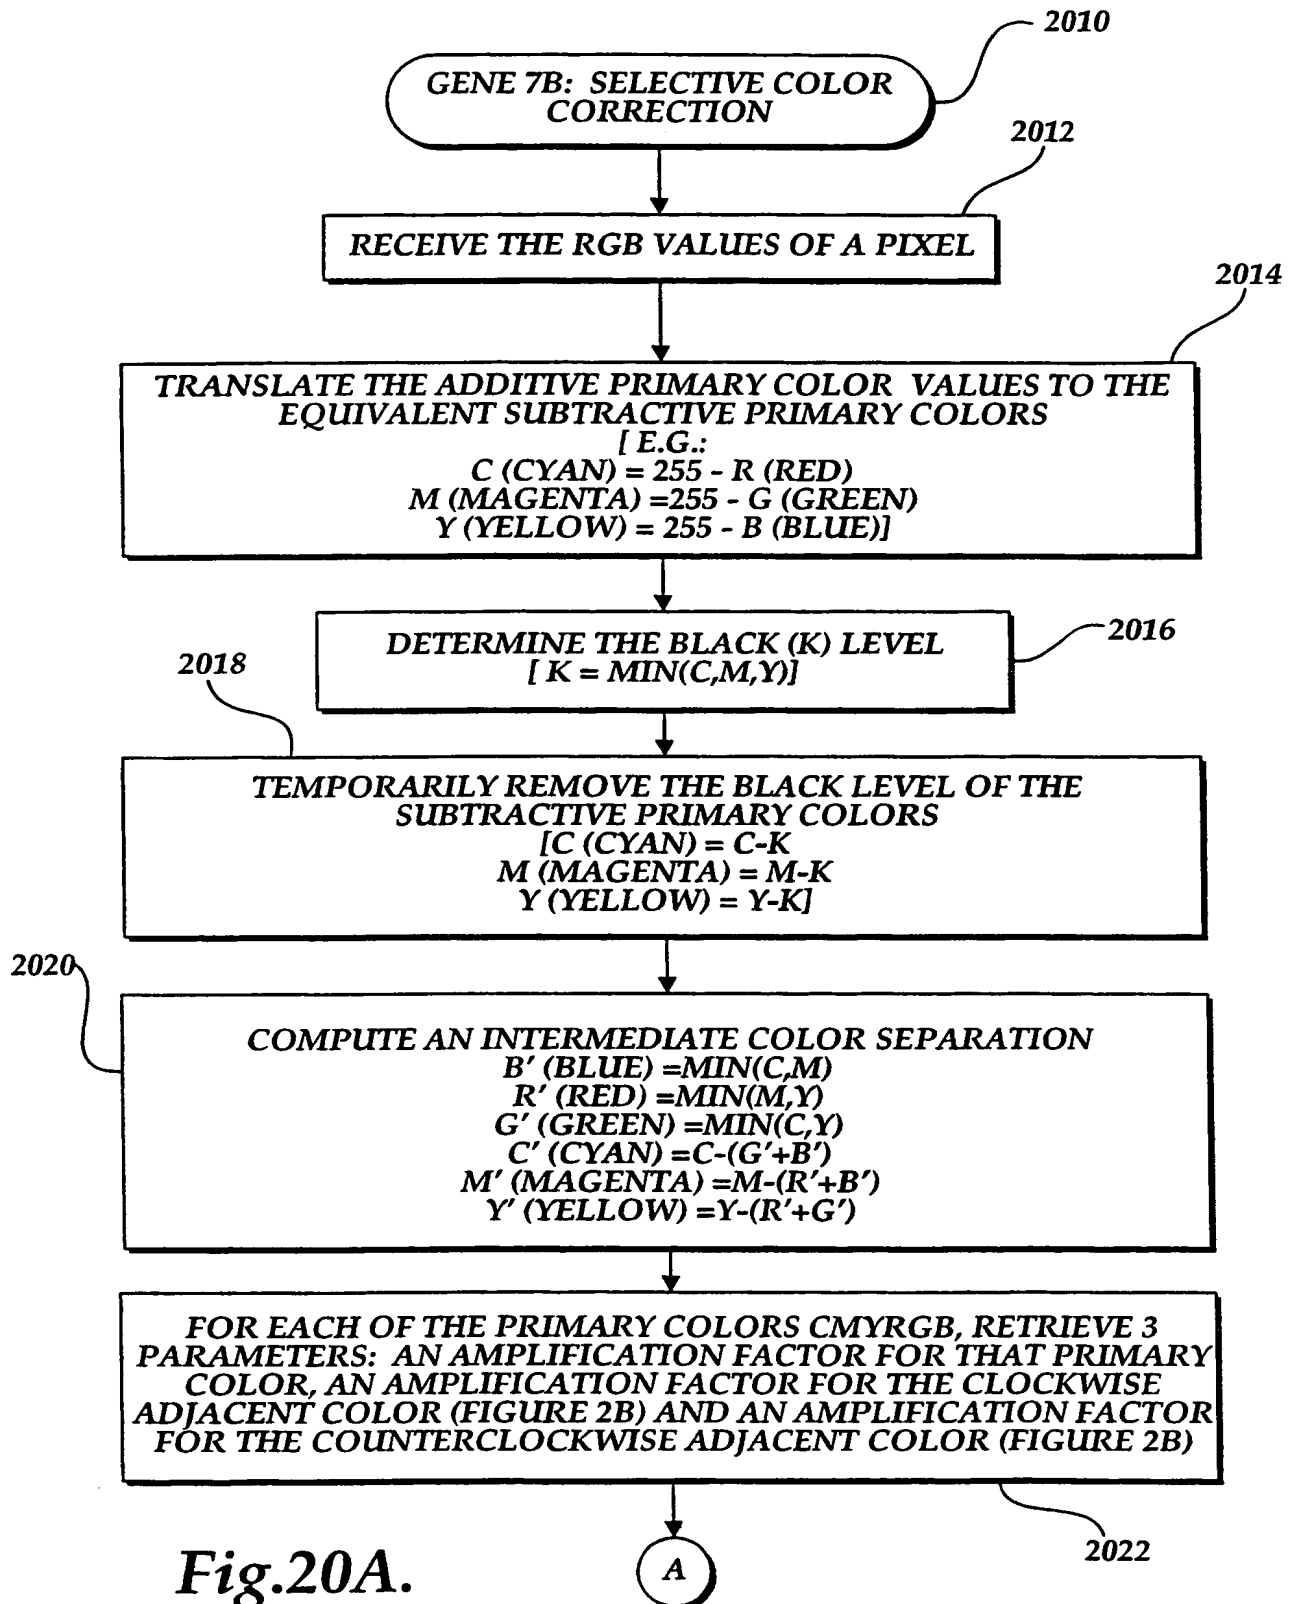 2010
GENE 7B: SELECTIVE COLOR
CORRECTION
2012
RECEIVE THE RGB VALUES OF A PIXEL
2014
TRANSLATE THE ADDITIVE PRIMARY COLOR VALUES TO THE
EQUIVALENT SUBTRACTIVE PRIMARY COLORS
[ E.G.:
C (CYAN) = 255 - R (RED)
M (MAGENTA) =255 - G (GREEN)
Y (YELLOW) = 255 - B (BLUE)]
2016
DETERMINE THE BLACK (K) LEVEL
[ K = MIN(C,M,Y)]
2018
TEMPORARILY REMOVE THE BLACK LEVEL OF THE
SUBTRACTIVE PRIMARY COLORS
[C (CYAN) = C-K
M (MAGENTA) = M-K
Y (YELLOW) = Y-K]
2020
COMPUTE AN INTERMEDIATE COLOR SEPARATION
B' (BLUE) =MIN(C,M)
R' (RED) =MIN(M,Y)
G' (GREEN) =MIN(C,Y)
C' (CYAN) =C-(G'+B')
M' (MAGENTA) =M-(R'+B')
Y' (YELLOW) =Y-(R'+G')
FOR EACH OF THE PRIMARY COLORS CMYRGB, RETRIEVE 3
PARAMETERS: AN AMPLIFICATION FACTOR FOR THAT PRIMARY
COLOR, AN AMPLIFICATION FACTOR FOR THE CLOCKWISE
ADJACENT COLOR (FIGURE 2B) AND AN AMPLIFICATION FACTOR
FOR THE COUNTERCLOCKWISE ADJACENT COLOR (FIGURE 2B)
2022
A
Fig.20A.